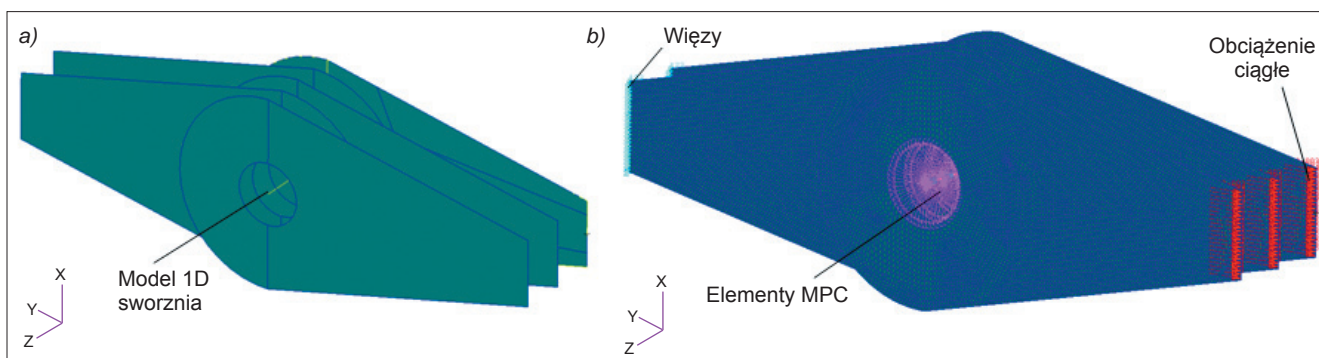 a)
Model 1D
sworznia
X
Y
Z
b)
Więzy
Obciążenie
ciągłe
Elementy MPC
X
Y
Z